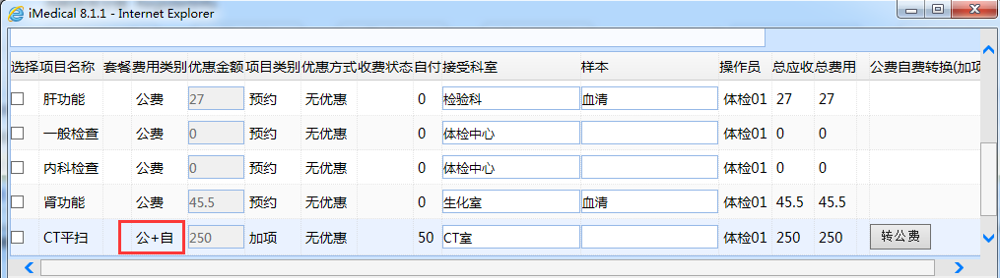 iMedical 8.1.1 - Internet Explorer
选择 项目名称 套餐 费用类别 优惠金额 项目类别 优惠方式 收费状态 自付 接受科室 样本 操作员 总应收 总费用 公费自费转换(加项
肝功能 公费 27 预约 无优惠 0 检验科 血清 体检01 27 27
一般检查 公费 0 预约 无优惠 0 体检中心 体检01 0 0
内科检查 公费 0 预约 无优惠 0 体检中心 体检01 0 0
肾功能 公费 45.5 预约 无优惠 0 生化室 血清 体检01 45.5 45.5
CT平扫 公+自 250 加项 无优惠 50 CT室 体检01 250 250 转公费